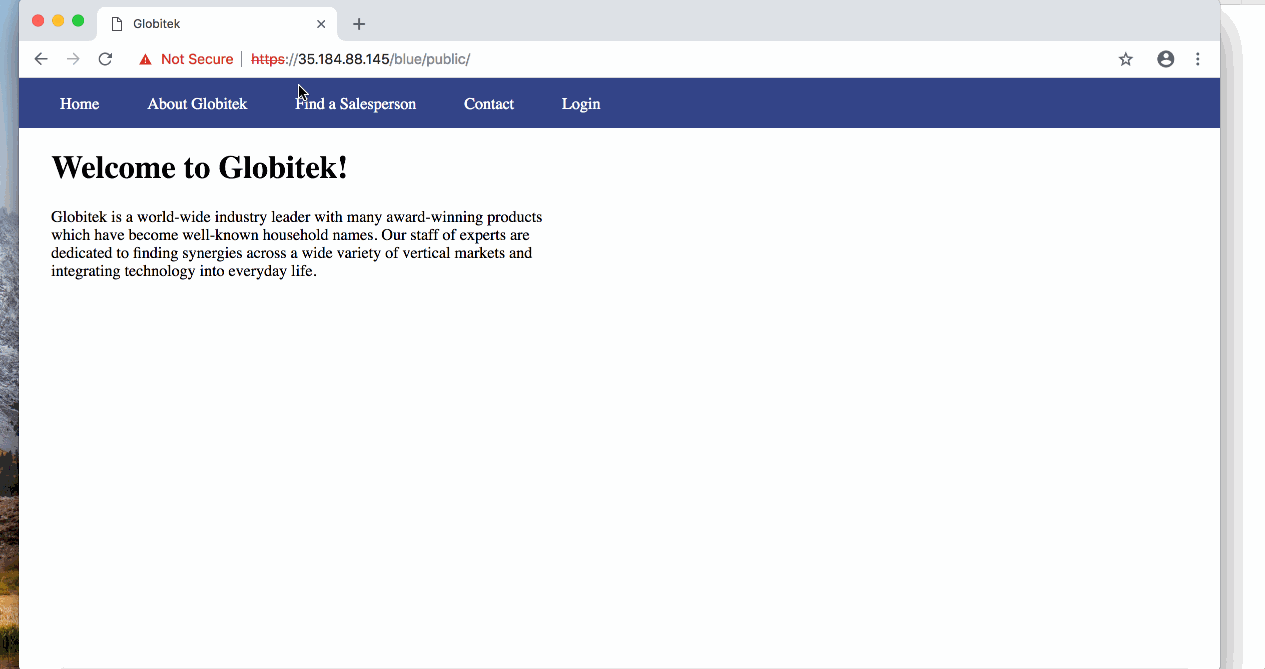 Globitek
Not Secure | https://35.184.88.145/blue/public/
Home About Globitek Find a Salesperson Contact Login
Welcome to Globitek!
Globitek is a world-wide industry leader with many award-winning products
which have become well-known household names. Our staff of experts are
dedicated to finding synergies across a wide variety of vertical markets and
integrating technology into everyday life.